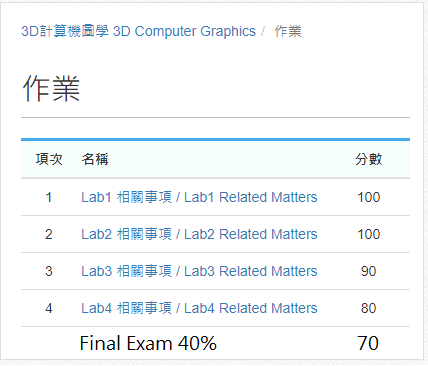 3D計算機圖學 3D Computer Graphics / 作業
作業
項次 名稱 分數
1 Lab1 相關事項 / Lab1 Related Matters 100
2 Lab2 相關事項 / Lab2 Related Matters 100
3 Lab3 相關事項 / Lab3 Related Matters 90
4 Lab4 相關事項 / Lab4 Related Matters 80
Final Exam 40% 70